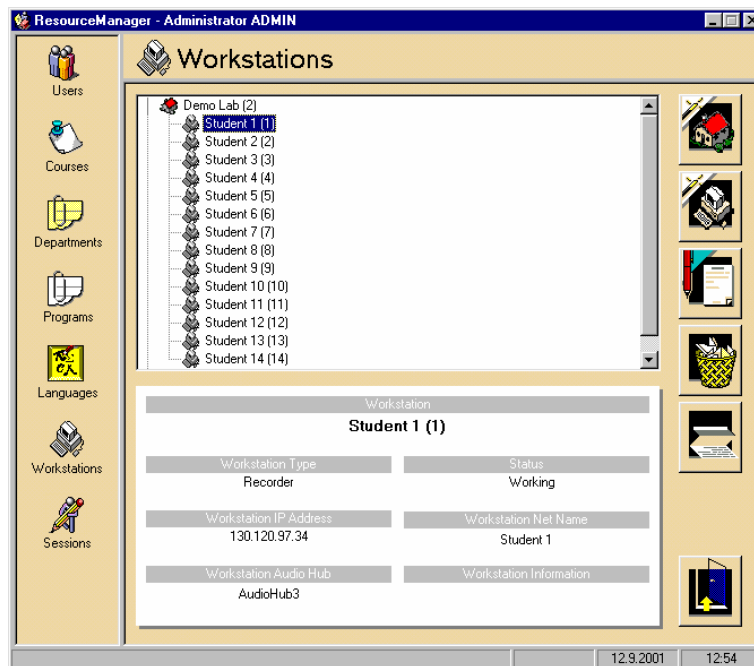 ResourceManager - Administrator ADMIN
Workstations
Users
Courses
Departments
Programs
Languages
Workstations
Sessions
Demo Lab (2)
Student 1 (1)
Student 2 (2)
Student 3 (3)
Student 4 (4)
Student 5 (5)
Student 6 (6)
Student 7 (7)
Student 8 (8)
Student 9 (9)
Student 10 (10)
Student 11 (11)
Student 12 (12)
Student 13 (13)
Student 14 (14)
Workstation
Student 1 (1)
Workstation Type Status
Recorder Working
Workstation IP Address Workstation Net Name
130.120.97.34 Student 1
Workstation Audio Hub Workstation Information
AudioHub3
12.9.2001 12:54